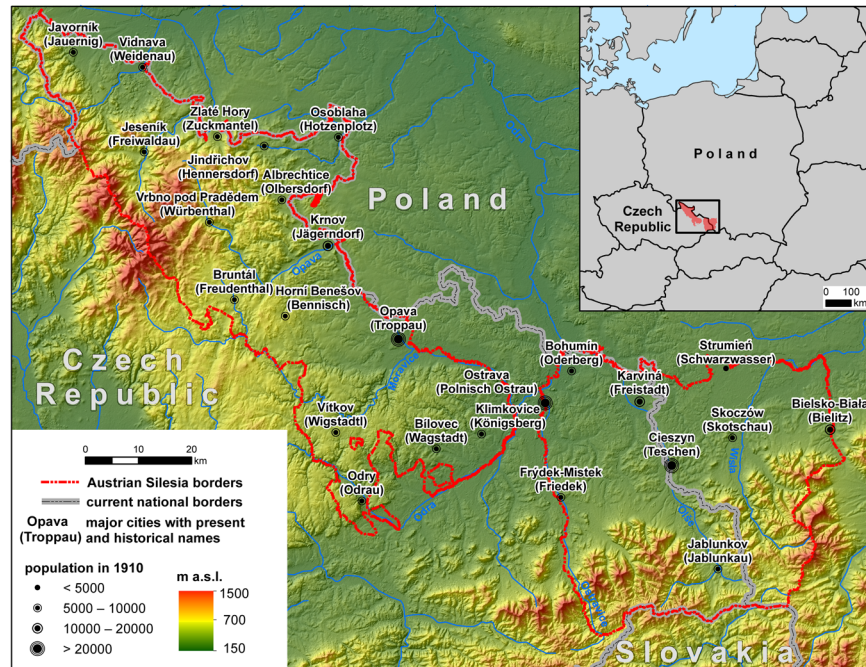 Javorník
(Jauernig)
Vidnava
(Weidenau)
Zlaté Hory
(Zuckmantel)
Osoblaha
(Hotzenplotz)
Jeseník
(Freiwaldau)
Jindřichov
(Hennersdorf)
Albrechtice
(Olbersdorf)
Vrbno pod Pradědem
(Würbenthal)
Krnov
(Jägerndorf)
Poland
Odra
Opava
Bruntál
(Freudenthal)
Horní Benešov
(Bennisch)
Opava
(Troppau)
Czech
Republic
Moravice
Bohumin
(Oderberg)
Strumień
(Schwarzwasser)
Ostrava
(Polnisch Ostrau)
Karviná
(Freistadt)
Klimkovice
(Königsberg)
Skoczów
(Skotschau)
Bielsko-Biała
(Bielitz)
Vítkov
(Wigstadtl)
Bílovec
(Wagstadt)
Cieszyn
(Teschen)
Wisła
Odry
(Odrau)
Odra
Frýdek-Mistek
(Friedek)
Olše
Jablunkov
(Jablunkau)
Ostravice
Slovakia
Poland
Czech
Republic
0 100
km
0 10 20
km
Austrian Silesia borders
current national borders
Opava
(Troppau)
major cities with present
and historical names
population in 1910
< 5000
5000 – 10000
10000 – 20000
> 20000
m a.s.l.
1500
700
150